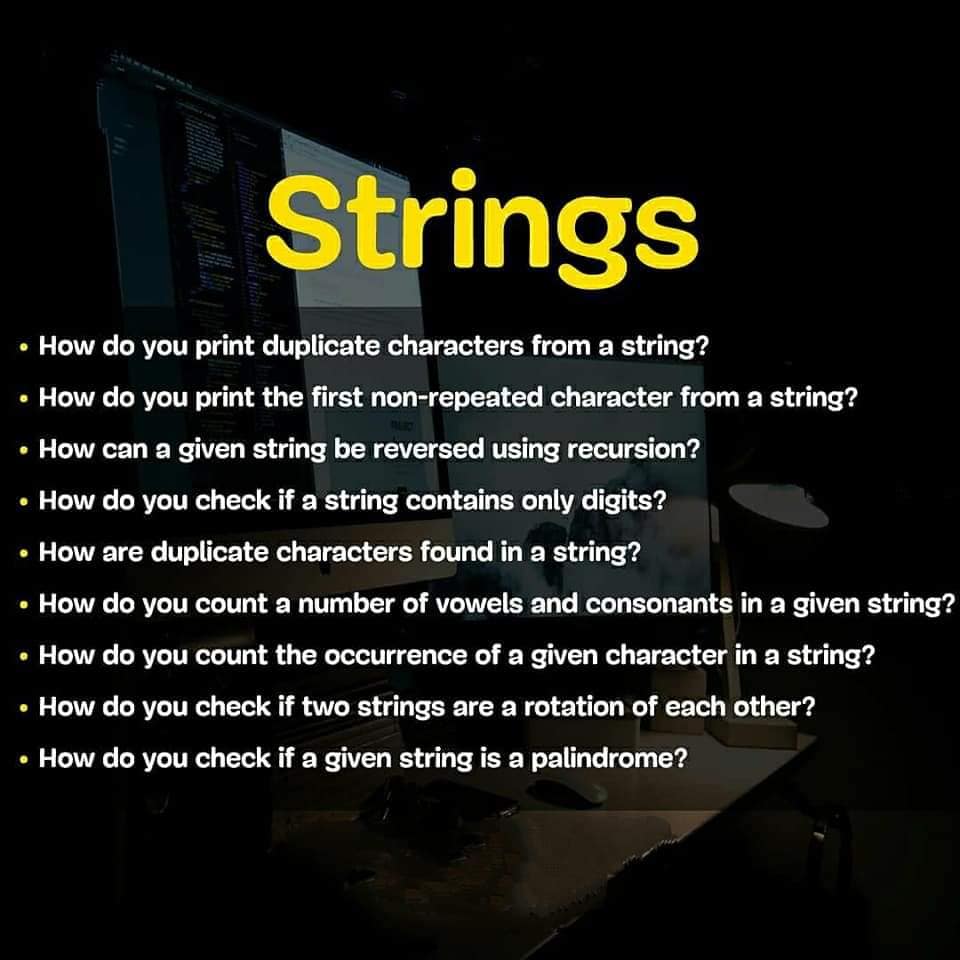 Strings
• How do you print duplicate characters from a string?
• How do you print the first non-repeated character from a string?
• How can a given string be reversed using recursion?
• How do you check if a string contains only digits?
• How are duplicate characters found in a string?
• How do you count a number of vowels and consonants in a given string?
• How do you count the occurrence of a given character in a string?
• How do you check if two strings are a rotation of each other?
• How do you check if a given string is a palindrome?